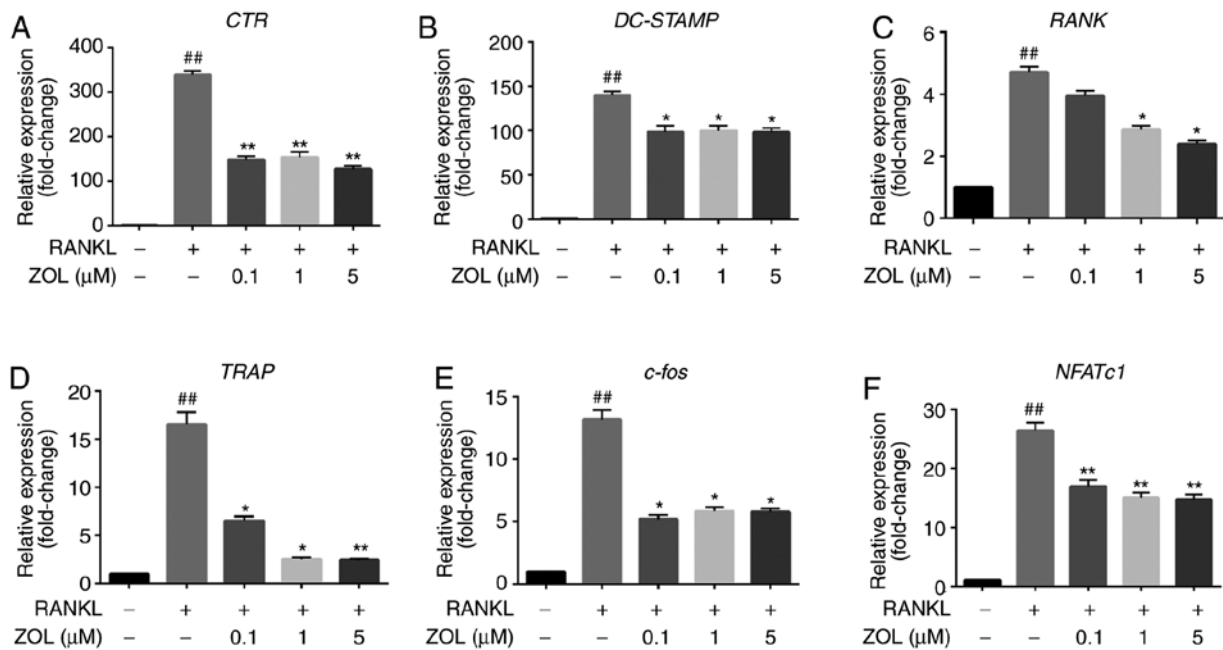 A CTR
Relative expression
(fold-change)
400
300
200
100
0
##
** ** **
RANKL – + + + +
ZOL (μM) – – 0.1 1 5
B DC-STAMP
Relative expression
(fold-change)
200
150
100
50
0
##
* * *
RANKL – + + + +
ZOL (μM) – – 0.1 1 5
C RANK
Relative expression
(fold-change)
6
4
2
0
##
* *
RANKL – + + + +
ZOL (μM) – – 0.1 1 5
D TRAP
Relative expression
(fold-change)
20
15
10
5
0
##
* * **
RANKL – + + + +
ZOL (μM) – – 0.1 1 5
E c-fos
Relative expression
(fold-change)
15
10
5
0
##
* * *
RANKL – + + + +
ZOL (μM) – – 0.1 1 5
F NFATc1
Relative expression
(fold-change)
30
20
10
0
##
** ** **
RANKL – + + + +
ZOL (μM) – – 0.1 1 5